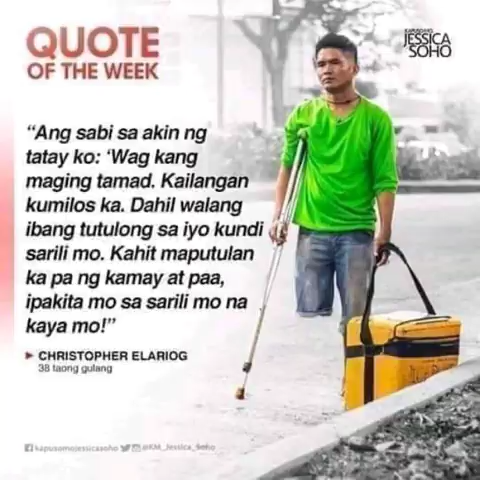 QUOTE
OF THE WEEK
KAPUSO MO,
JESSICA
SOHO
“Ang sabi sa akin ng
tatay ko: ‘Wag kang
maging tamad. Kailangan
kumilos ka. Dahil walang
ibang tutulong sa iyo kundi
sarili mo. Kahit maputulan
ka pa ng kamay at paa,
ipakita mo sa sarili mo na
kaya mo!”
CHRISTOPHER ELARIOG
38 taong gulang
kapusomojessicasoho @KM_Jessica_Soho